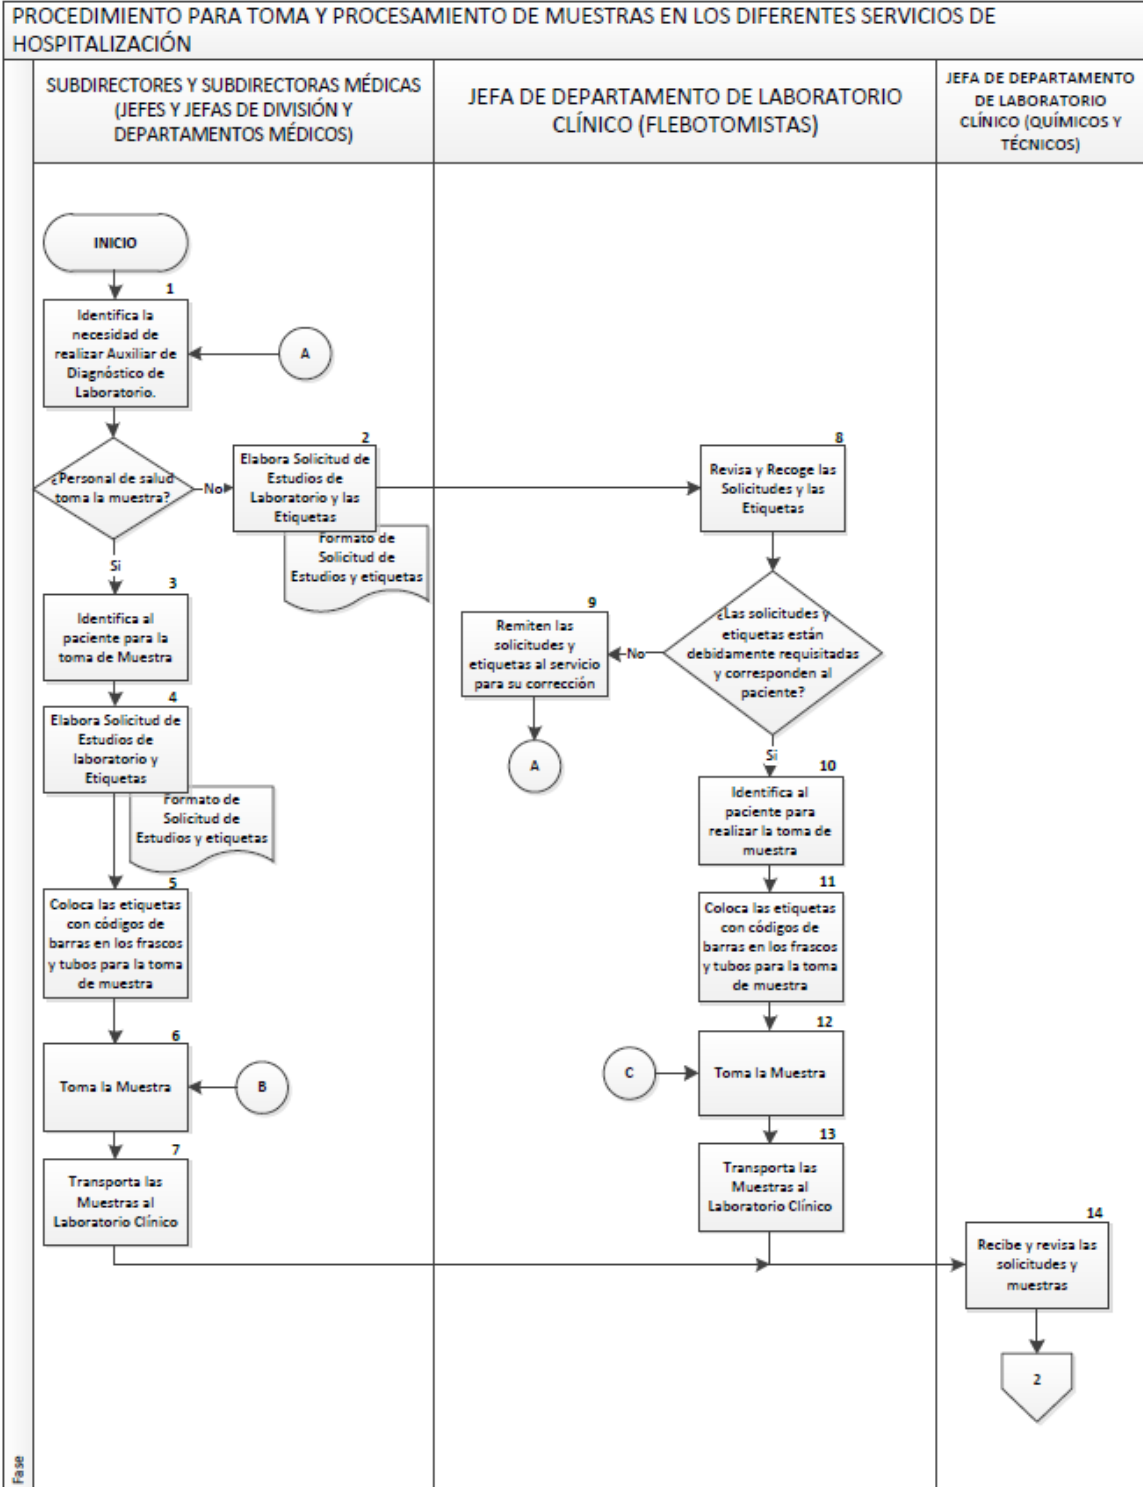 PROCEDIMIENTO PARA TOMA Y PROCESAMIENTO DE MUESTRAS EN LOS DIFERENTES SERVICIOS DE
HOSPITALIZACIÓN
SUBDIRECTORES Y SUBDIRECTORAS MÉDICAS
(JEFES Y JEFAS DE DIVISIÓN Y
DEPARTAMENTOS MÉDICOS)
JEFA DE DEPARTAMENTO DE LABORATORIO
CLÍNICO (FLEBOTOMISTAS)
JEFA DE DEPARTAMENTO
DE LABORATORIO
CLÍNICO (QUÍMICOS Y
TÉCNICOS)
INICIO
1
Identifica la
necesidad de
realizar Auxiliar de
Diagnóstico de
Laboratorio.
A
¿Personal de salud
toma la muestra?
No
2
Elabora Solicitud de
Estudios de
Laboratorio y las
Etiquetas
Formato de
Solicitud de
Estudios y etiquetas
Si
3
Identifica al
paciente para la
toma de Muestra
4
Elabora Solicitud de
Estudios de
laboratorio y
Etiquetas
Formato de
Solicitud de
Estudios y etiquetas
5
Coloca las etiquetas
con códigos de
barras en los frascos
y tubos para la toma
de muestra
6
Toma la Muestra
B
7
Transporta las
Muestras al
Laboratorio Clínico
8
Revisa y Recoge las
Solicitudes y las
Etiquetas
¿Las solicitudes y
etiquetas están
debidamente requisitadas
y corresponden al
paciente?
No
9
Remiten las
solicitudes y
etiquetas al servicio
para su corrección
A
Si
10
Identifica al
paciente para
realizar la toma de
muestra
11
Coloca las etiquetas
con códigos de
barras en los frascos
y tubos para la toma
de muestra
12
C
Toma la Muestra
13
Transporta las
Muestras al
Laboratorio Clínico
14
Recibe y revisa las
solicitudes y
muestras
2
Fase